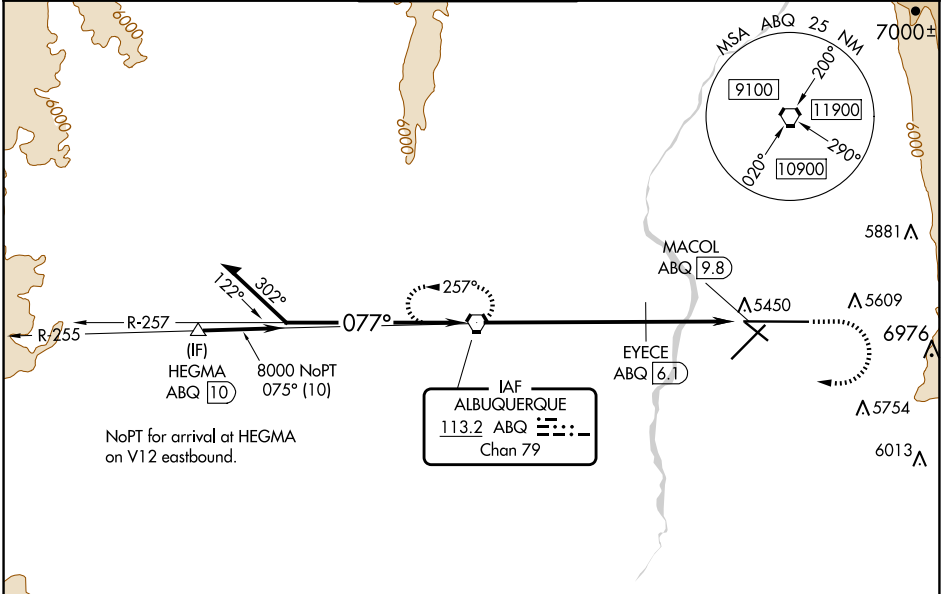 6000
6000
6000
7000±
6000
MSA ABQ 25 NM
200°
9100
11900
290°
020°
10900
5881
MACOL
ABQ 9.8
5450
5609
6976
257°
302°
122°
R-257
R-255
077°
(IF)
HEGMA
ABQ 10
8000 NoPT
075° (10)
EYECE
ABQ 6.1
IAF
ALBUQUERQUE
113.2 ABQ
Chan 79
5754
6013
NoPT for arrival at HEGMA
on V12 eastbound.